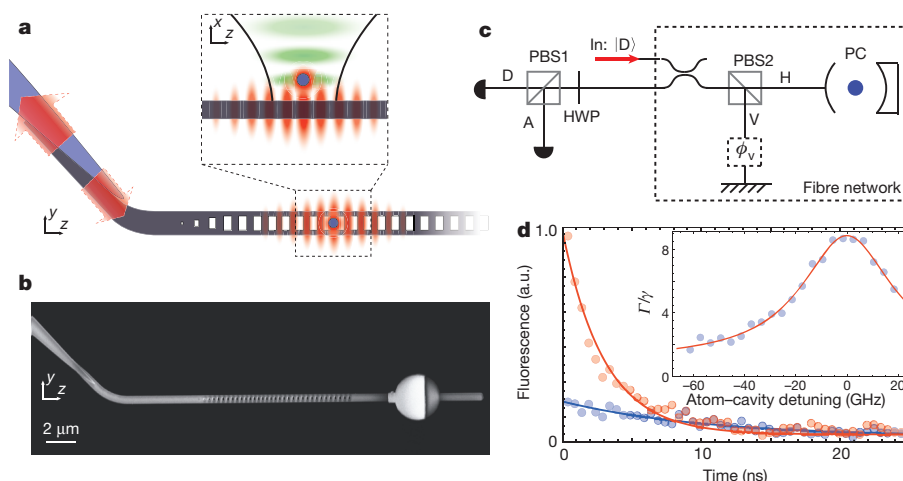 a
x
z
y
z
b
y
z
2 μm
c
In: |D⟩
PBS1
D
A
HWP
PBS2
H
V
ϕv
PC
Fibre network
d
1.0
Fluorescence (a.u.)
0
0 10 20
Time (ns)
Γ/γ
8
4
0
−60 −40 −20 0 20
Atom–cavity detuning (GHz)